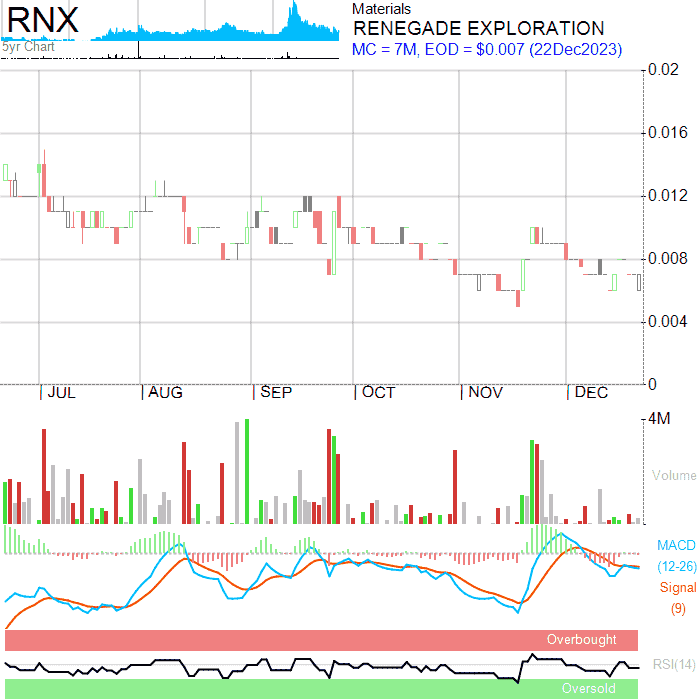 RNX
5yr Chart
Materials
RENEGADE EXPLORATION
MC = 7M, EOD = $0.007 (22Dec2023)
0.02
0.016
0.012
0.008
0.004
0
JUL AUG SEP OCT NOV DEC
4M
Volume
MACD
(12-26)
Signal
(9)
Overbought
RSI(14)
Oversold